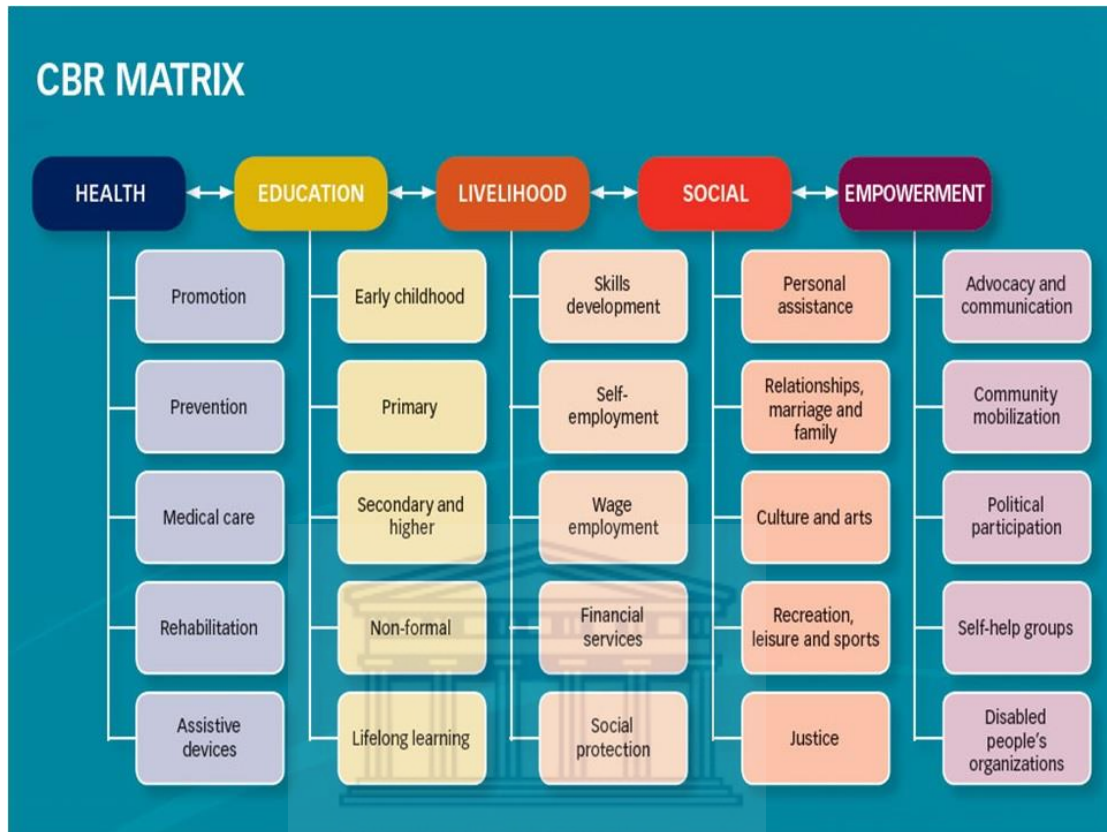 CBR MATRIX
HEALTH
EDUCATION
LIVELIHOOD
SOCIAL
EMPOWERMENT
Promotion
Prevention
Medical care
Rehabilitation
Assistive
devices
Early childhood
Primary
Secondary and
higher
Non-formal
Lifelong learning
Skills
development
Self-
employment
Wage
employment
Financial
services
Social
protection
Personal
assistance
Relationships,
marriage and
family
Culture and arts
Recreation,
leisure and sports
Justice
Advocacy and
communication
Community
mobilization
Political
participation
Self-help groups
Disabled
people’s
organizations